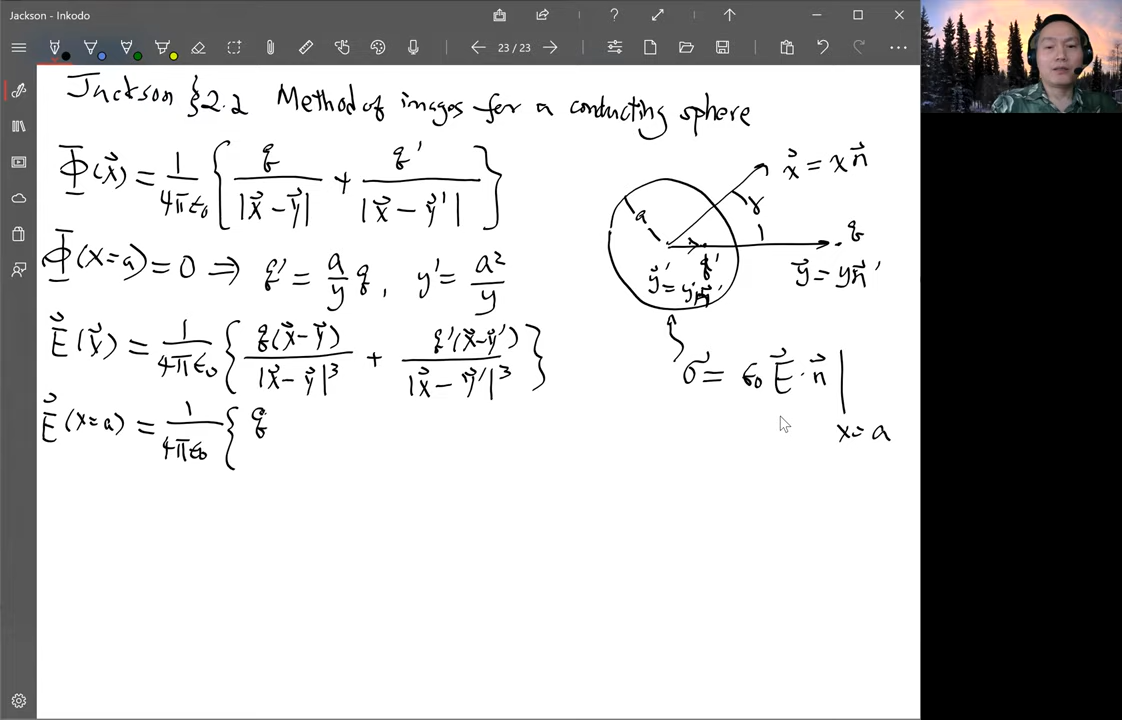 Jackson - Inkodo
23 / 23
Jackson §2.2 Method of images for a conducting sphere
Φ(x⃗) = 1/4πε₀ { q/|x⃗ - y⃗| + q'/|x⃗ - y⃗'| }
Φ(x=a) = 0 ⇒ q' = a/y q, y' = a²/y
E⃗(x⃗) = 1/4πε₀ { q(x⃗-y⃗)/|x⃗-y⃗|³ + q'(x⃗-y⃗')/|x⃗-y⃗'|³ }
E⃗(x=a) = 1/4πε₀ { q
x⃗ = x n⃗
γ
a
q
q'
y⃗' = y'n⃗'
y⃗ = y n⃗'
σ = ε₀ E⃗ · n⃗ | x=a